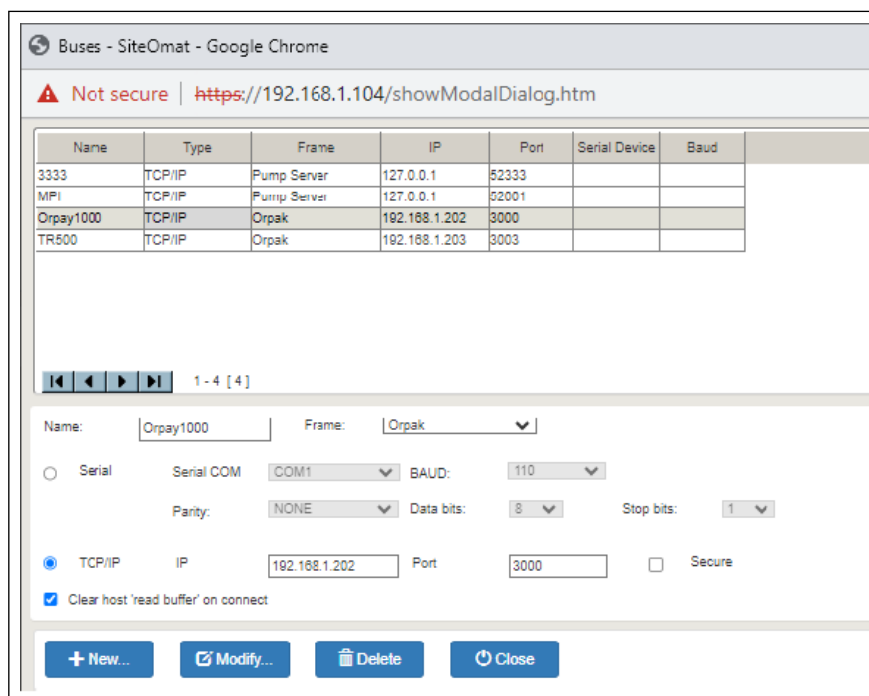 Buses - SiteOmat - Google Chrome
Not secure | https://192.168.1.104/showModalDialog.htm
Name Type Frame IP Port Serial Device Baud
3333 TCP/IP Pump Server 127.0.0.1 52333
MPI TCP/IP Pump Server 127.0.0.1 52001
Orpay1000 TCP/IP Orpak 192.168.1.202 3000
TR500 TCP/IP Orpak 192.168.1.203 3003
1 - 4 [ 4 ]
Name: Orpay1000 Frame: Orpak
Serial Serial COM COM1 BAUD: 110
Parity: NONE Data bits: 8 Stop bits: 1
TCP/IP IP 192.168.1.202 Port 3000 Secure
Clear host 'read buffer' on connect
New... Modify... Delete Close